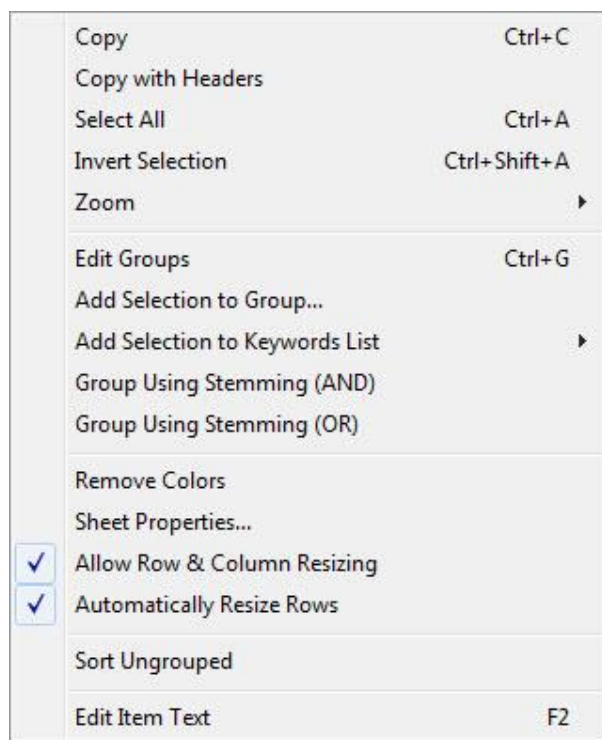 Copy Ctrl+C
Copy with Headers
Select All Ctrl+A
Invert Selection Ctrl+Shift+A
Zoom
Edit Groups Ctrl+G
Add Selection to Group...
Add Selection to Keywords List
Group Using Stemming (AND)
Group Using Stemming (OR)
Remove Colors
Sheet Properties...
Allow Row & Column Resizing
Automatically Resize Rows
Sort Ungrouped
Edit Item Text F2